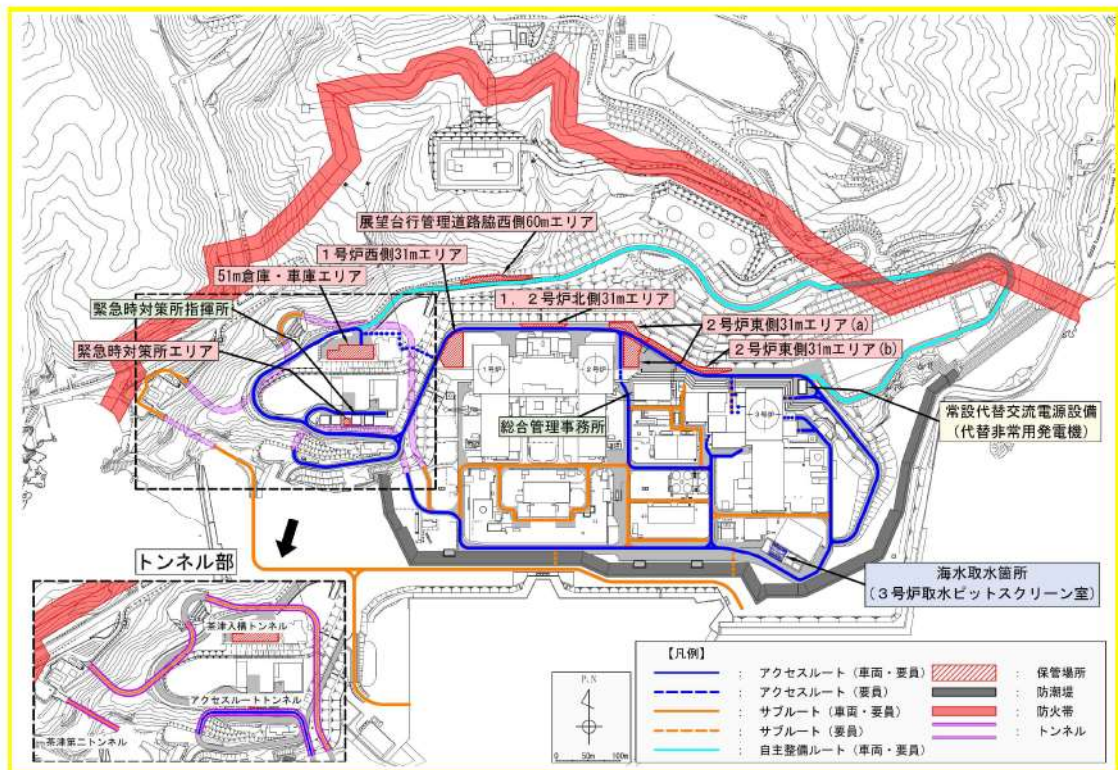 展望台行管理道路脇西側60mエリア
1号炉西側31mエリア
51m倉庫・車庫エリア
1，2号炉北側31mエリア
緊急時対策所指揮所
2号炉東側31mエリア(a)
緊急時対策所エリア
2号炉東側31mエリア(b)
1号炉
2号炉
3号炉
総合管理事務所
常設代替交流電源設備
(代替非常用発電機)
トンネル部
海水取水箇所
(3号炉取水ピットスクリーン室)
茶津入構トンネル
アクセスルートトンネル
茶津第二トンネル
P.N
0 50m 100m
【凡例】
: アクセスルート（車両・要員）
: アクセスルート（要員）
: サブルート（車両・要員）
: サブルート（要員）
: 自主整備ルート（車両・要員）
: 保管場所
: 防潮堤
: 防火帯
: トンネル